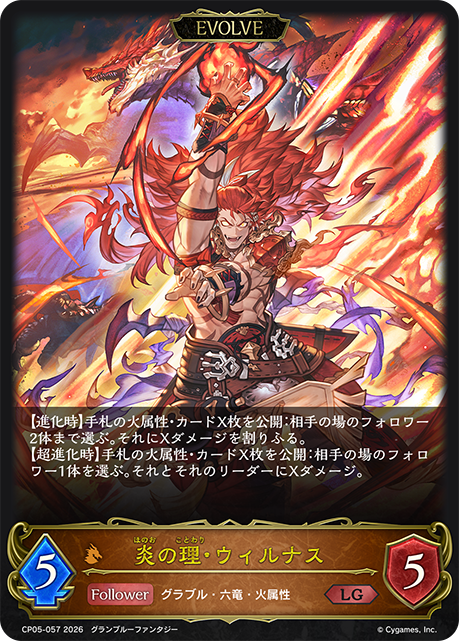 EVOLVE
【進化時】手札の火属性・カードX枚を公開：相手の場のフォロワー
2体まで選ぶ。それにXダメージを割りふる。
【超進化時】手札の火属性・カードX枚を公開：相手の場のフォロ
ワー1体を選ぶ。それとそれのリーダーにXダメージ。
ほのお ことわり
炎の理・ウィルナス
5
5
Follower グラブル・六竜・火属性 LG
CP05-057 2026 グランブルーファンタジー © Cygames, Inc.